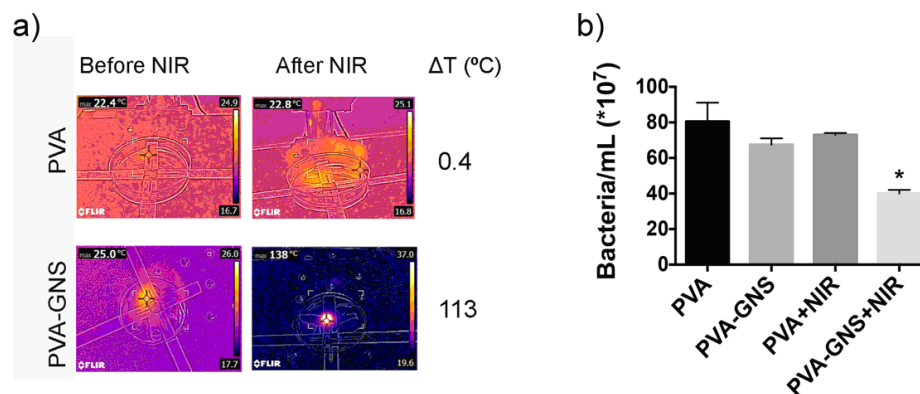 a)
Before NIR
After NIR
ΔT (ºC)
PVA
max 22.4 °C
24.9
16.7
FLIR
max 22.8 °C
25.1
16.8
FLIR
0.4
PVA-GNS
max 25.0 °C
26.0
17.7
FLIR
max 138 °C
37.0
19.6
FLIR
113
b)
Bacteria/mL (*10⁷)
100
80
60
40
20
0
*
PVA
PVA-GNS
PVA+NIR
PVA-GNS+NIR